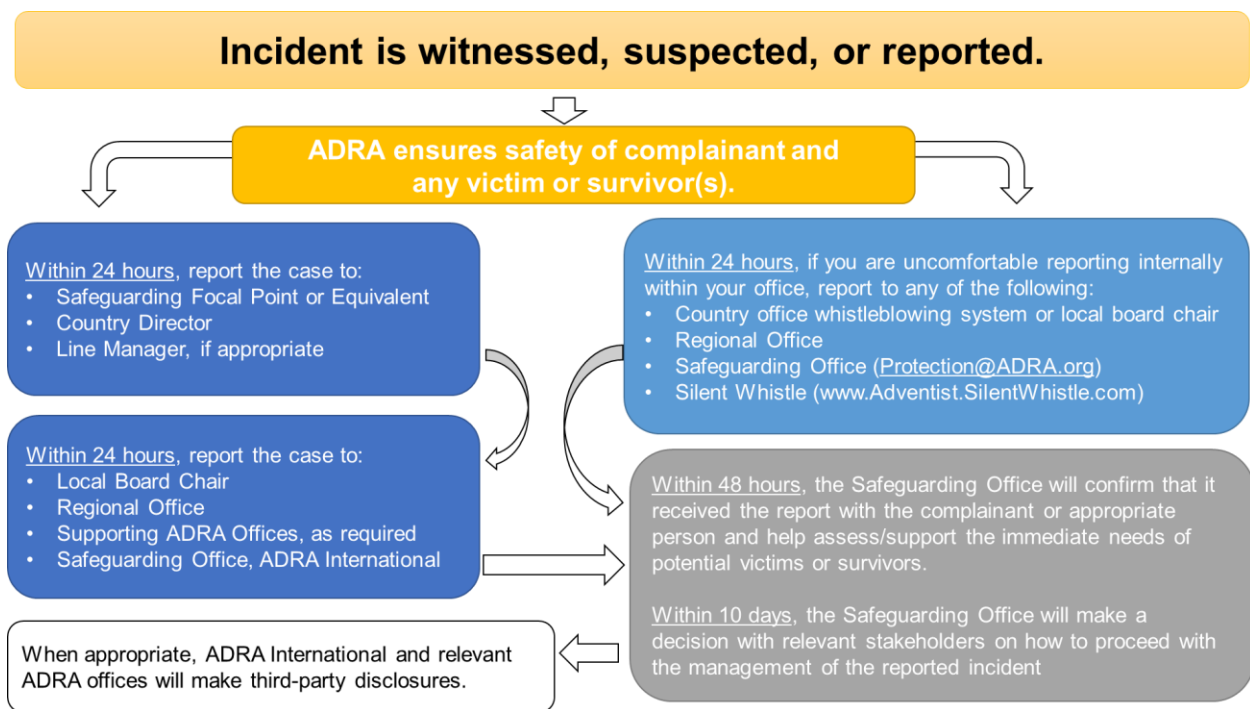 Incident is witnessed, suspected, or reported.
ADRA ensures safety of complainant and
any victim or survivor(s).
Within 24 hours, report the case to:
• Safeguarding Focal Point or Equivalent
• Country Director
• Line Manager, if appropriate
Within 24 hours, if you are uncomfortable reporting internally
within your office, report to any of the following:
• Country office whistleblowing system or local board chair
• Regional Office
• Safeguarding Office (Protection@ADRA.org)
• Silent Whistle (www.Adventist.SilentWhistle.com)
Within 24 hours, report the case to:
• Local Board Chair
• Regional Office
• Supporting ADRA Offices, as required
• Safeguarding Office, ADRA International
Within 48 hours, the Safeguarding Office will confirm that it
received the report with the complainant or appropriate
person and help assess/support the immediate needs of
potential victims or survivors.
Within 10 days, the Safeguarding Office will make a
decision with relevant stakeholders on how to proceed with
the management of the reported incident
When appropriate, ADRA International and relevant
ADRA offices will make third-party disclosures.